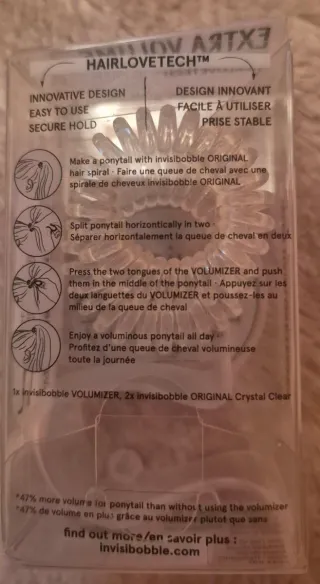 EXTRA VOLUME
HAIRLOVETECH™
INNOVATIVE DESIGN
EASY TO USE
SECURE HOLD
DESIGN INNOVANT
FACILE À UTILISER
PRISE STABLE
Make a ponytail with invisibobble ORIGINAL
hair spiral · Faire une queue de cheval avec une
spirale de cheveux invisibobble ORIGINAL
Split ponytail horizontically in two ·
Séparer horizontalement la queue de cheval en deux
Press the two tongues of the VOLUMIZER and push
them in the middle of the ponytail · Appuyez sur les
deux languettes du VOLUMIZER et poussez-les au
milieu de la queue de cheval
Enjoy a voluminous ponytail all day ·
Profitez d'une queue de cheval volumineuse
toute la journée
1x invisibobble VOLUMIZER, 2x invisibobble ORIGINAL Crystal Clear
*47% more volume for ponytail than without using the volumizer
*47% de volume en plus grâce au volumizer plutot que sans
find out more/en savoir plus :
invisibobble.com